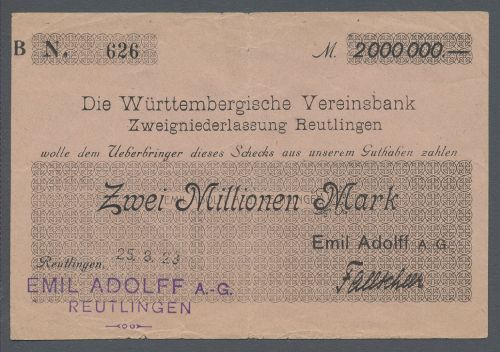 B N. 626 M. 2000000.—
Die Württembergische Vereinsbank
Zweigniederlassung Reutlingen
wolle dem Ueberbringer dieses Schecks aus unserem Guthaben zahlen
Zwei Millionen Mark
Emil Adolff A.G.
Reutlingen, 25.8.23
EMIL ADOLFF A.-G.
REUTLINGEN